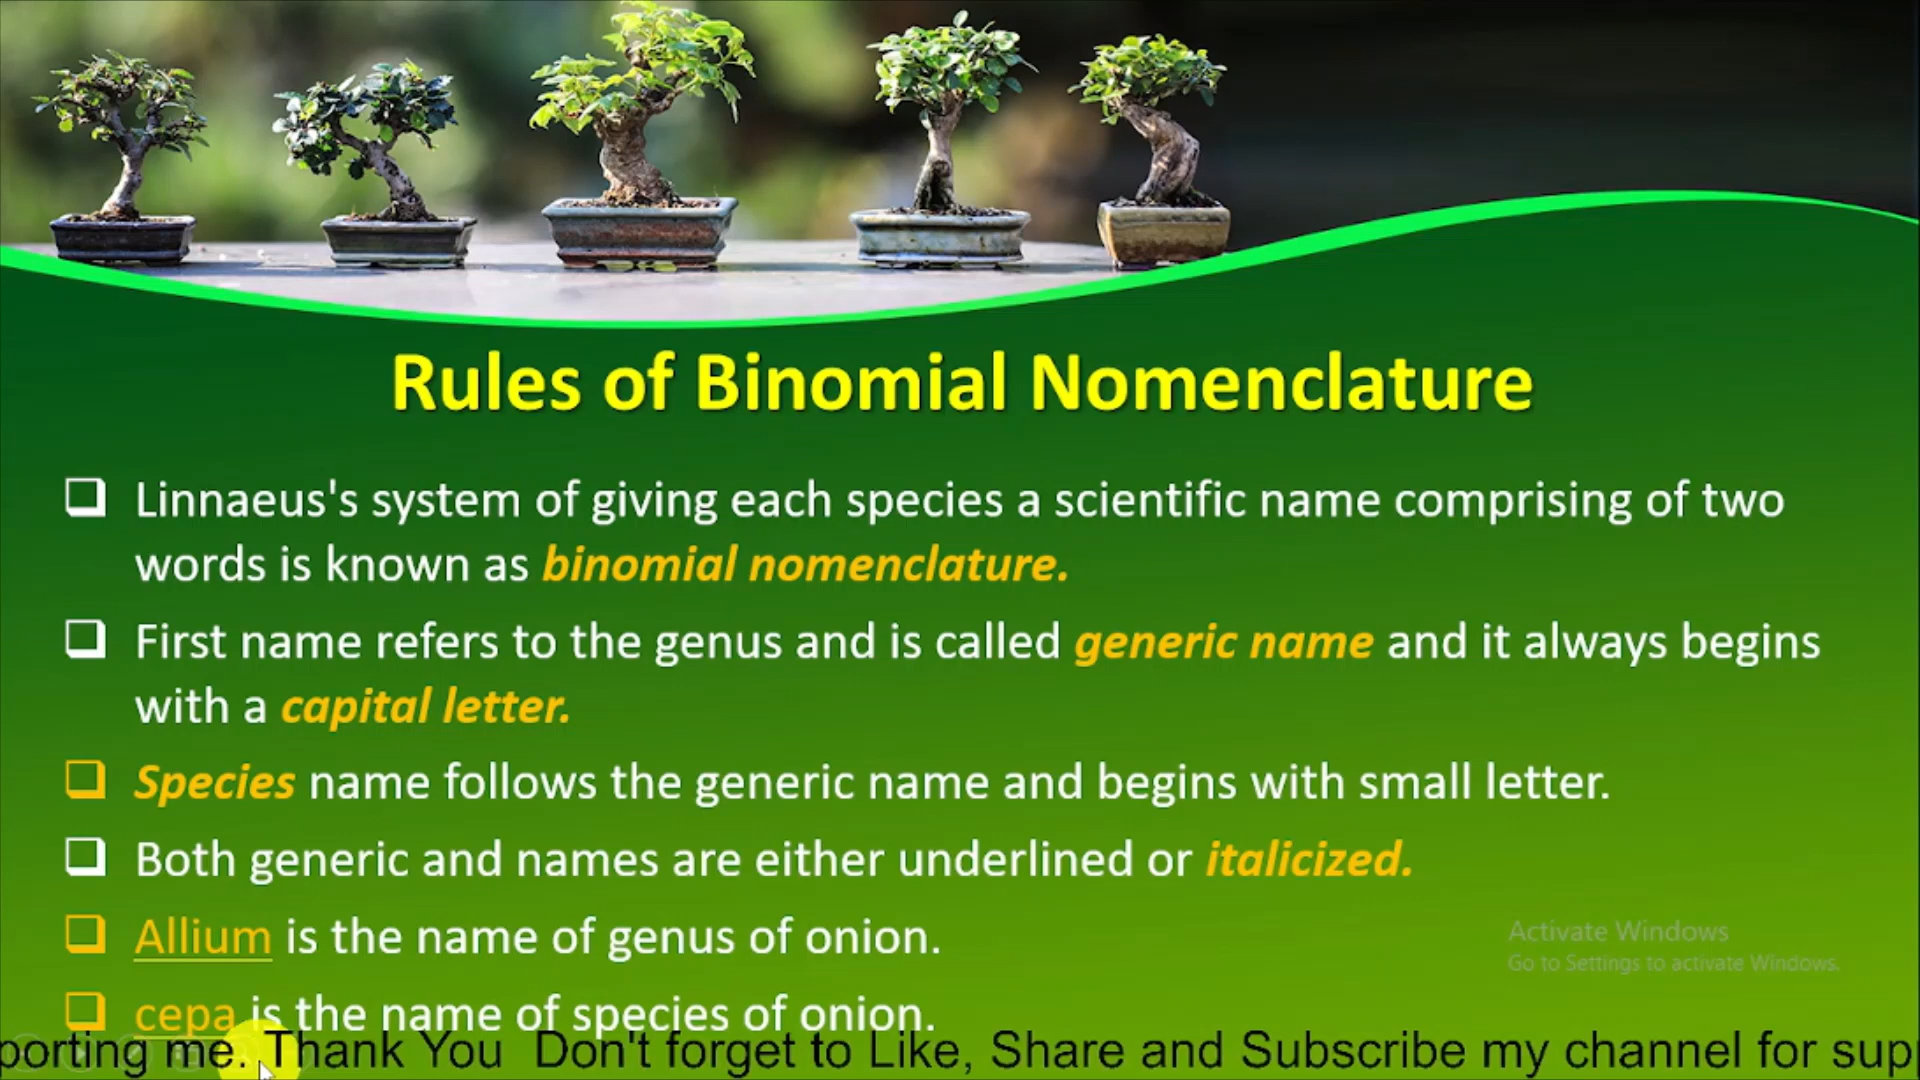 Rules of Binomial Nomenclature
Linnaeus's system of giving each species a scientific name comprising of two
words is known as binomial nomenclature.
First name refers to the genus and is called generic name and it always begins
with a capital letter.
Species name follows the generic name and begins with small letter.
Both generic and names are either underlined or italicized.
Allium is the name of genus of onion.
Activate Windows
Go to Settings to activate Windows.
cepa is the name of species of onion.
porting me. Thank You Don't forget to Like, Share and Subscribe my channel for sup